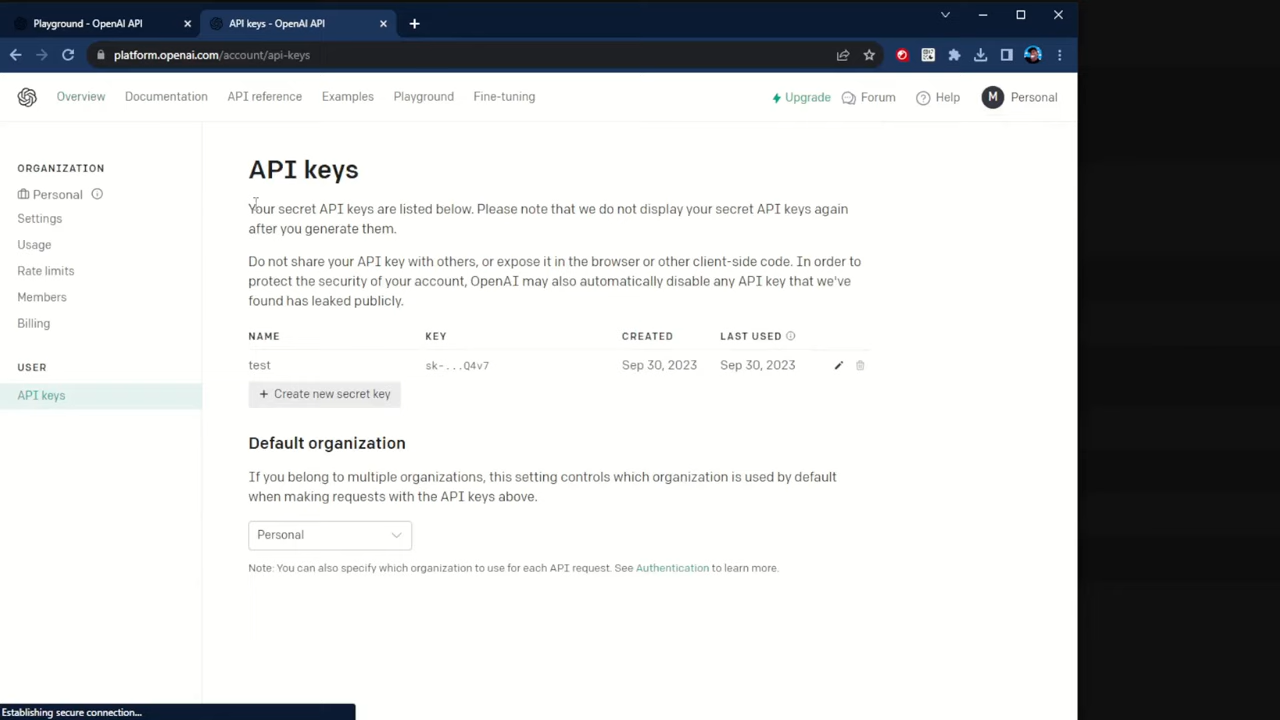 Playground - OpenAI API
API keys - OpenAI API
platform.openai.com/account/api-keys
Overview Documentation API reference Examples Playground Fine-tuning Upgrade Forum Help M Personal
ORGANIZATION
Personal
Settings
Usage
Rate limits
Members
Billing
USER
API keys
API keys
Your secret API keys are listed below. Please note that we do not display your secret API keys again
after you generate them.
Do not share your API key with others, or expose it in the browser or other client-side code. In order to
protect the security of your account, OpenAI may also automatically disable any API key that we've
found has leaked publicly.
NAME KEY CREATED LAST USED
test sk-...Q4v7 Sep 30, 2023 Sep 30, 2023
+ Create new secret key
Default organization
If you belong to multiple organizations, this setting controls which organization is used by default
when making requests with the API keys above.
Personal
Note: You can also specify which organization to use for each API request. See Authentication to learn more.
Establishing secure connection...